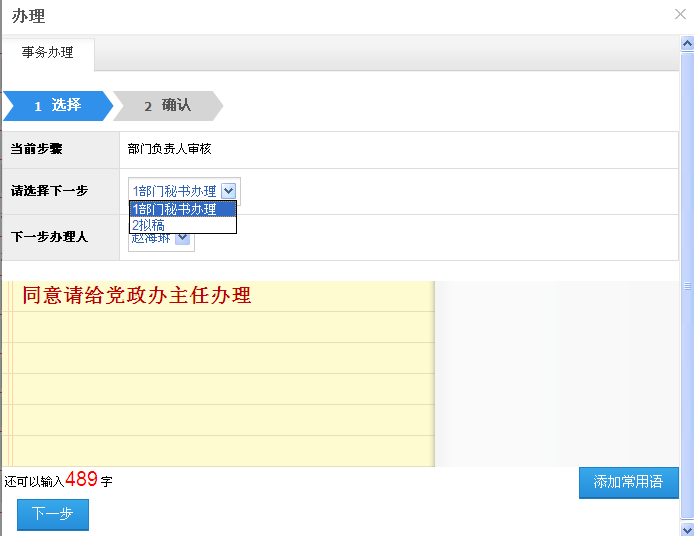 办理
事务办理
1 选择
2 确认
当前步骤 部门负责人审核
请选择下一步 1部门秘书办理
1部门秘书办理
2拟稿
下一步办理人 赵海琳
同意请给党政办主任办理
还可以输入489字
添加常用语
下一步